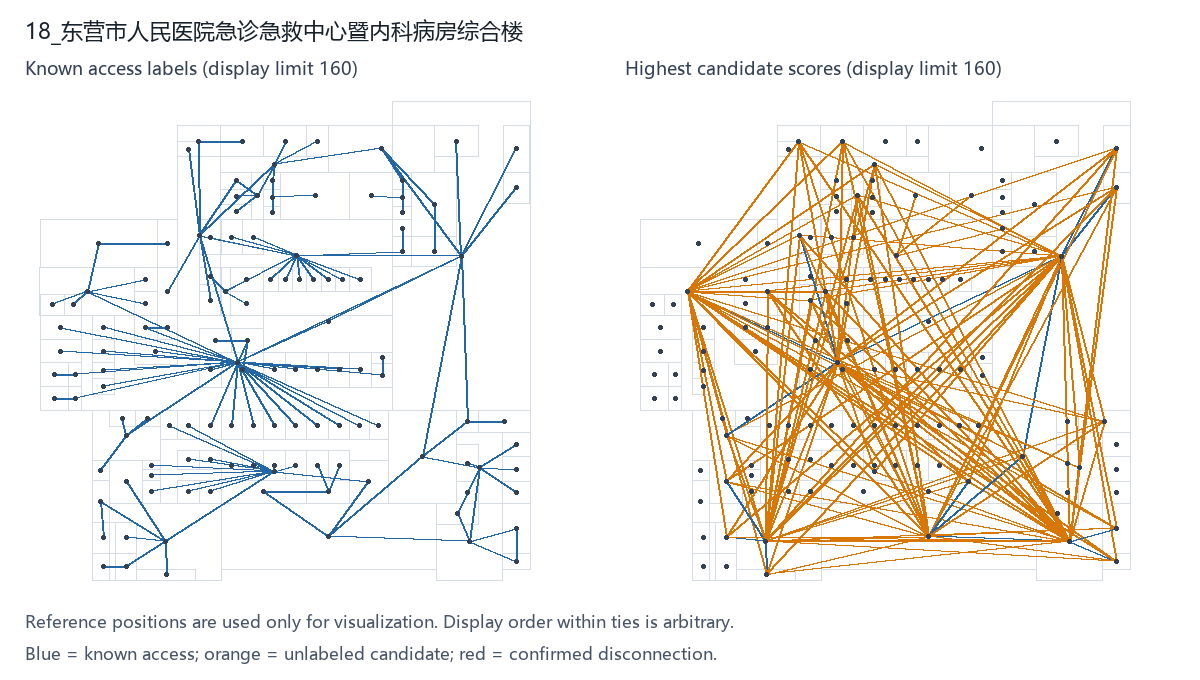 18_东营市人民医院急诊急救中心暨内科病房综合楼
Known access labels (display limit 160)
Highest candidate scores (display limit 160)
Reference positions are used only for visualization. Display order within ties is arbitrary.
Blue = known access; orange = unlabeled candidate; red = confirmed disconnection.